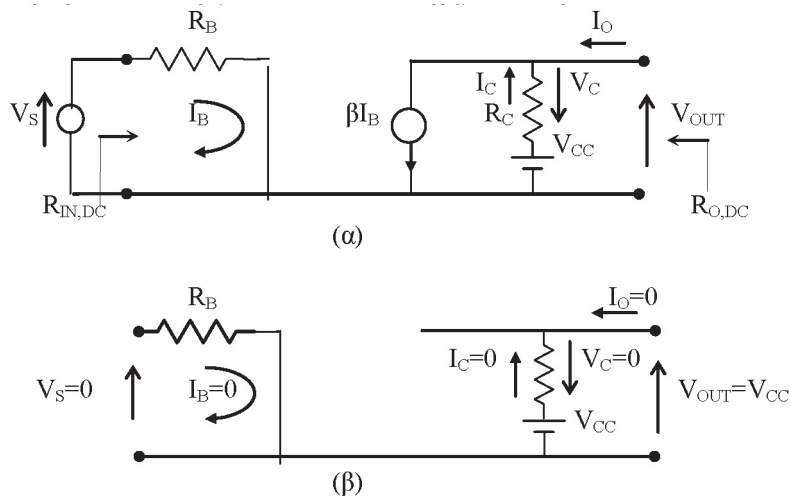 R_B
I_O
V_S
I_B
βI_B
I_C
R_C
V_C
V_CC
V_OUT
R_IN,DC
R_O,DC
(α)
R_B
I_O=0
V_S=0
I_B=0
I_C=0
V_C=0
V_CC
V_OUT=V_CC
(β)